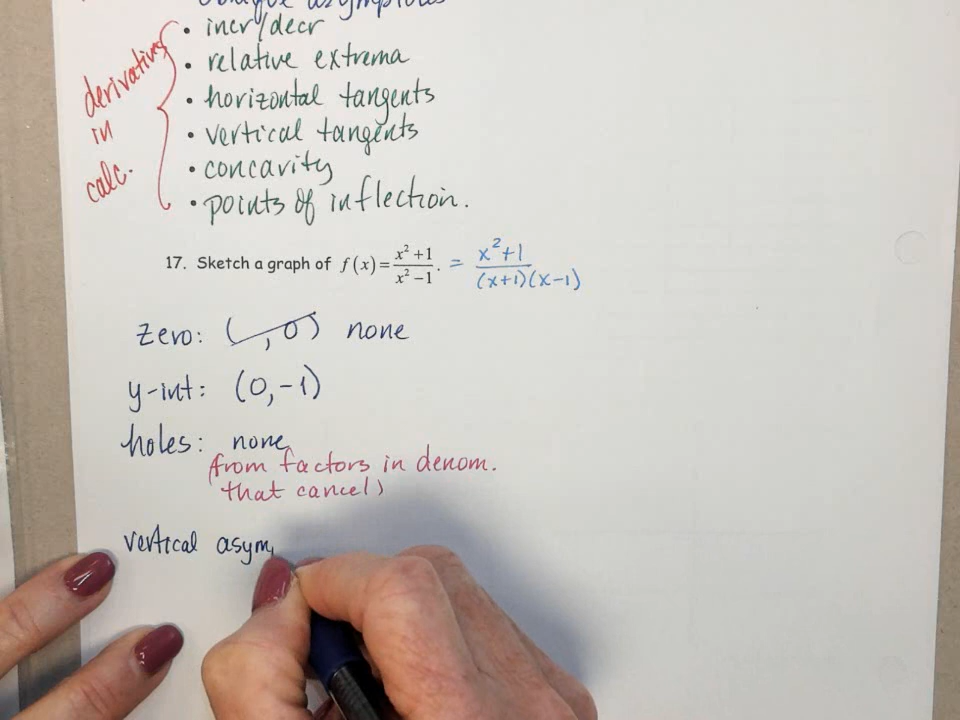 oblique asymptotes
• incr/decr
• relative extrema
• horizontal tangents
• vertical tangents
• concavity
• points of inflection.
derivatives
in
calc.
17. Sketch a graph of f(x) = (x² + 1)/(x² − 1). = (x²+1)/((x+1)(x−1))
zero: ( , 0) none
y-int: (0, −1)
holes: none
(from factors in denom.
that cancel)
vertical asym